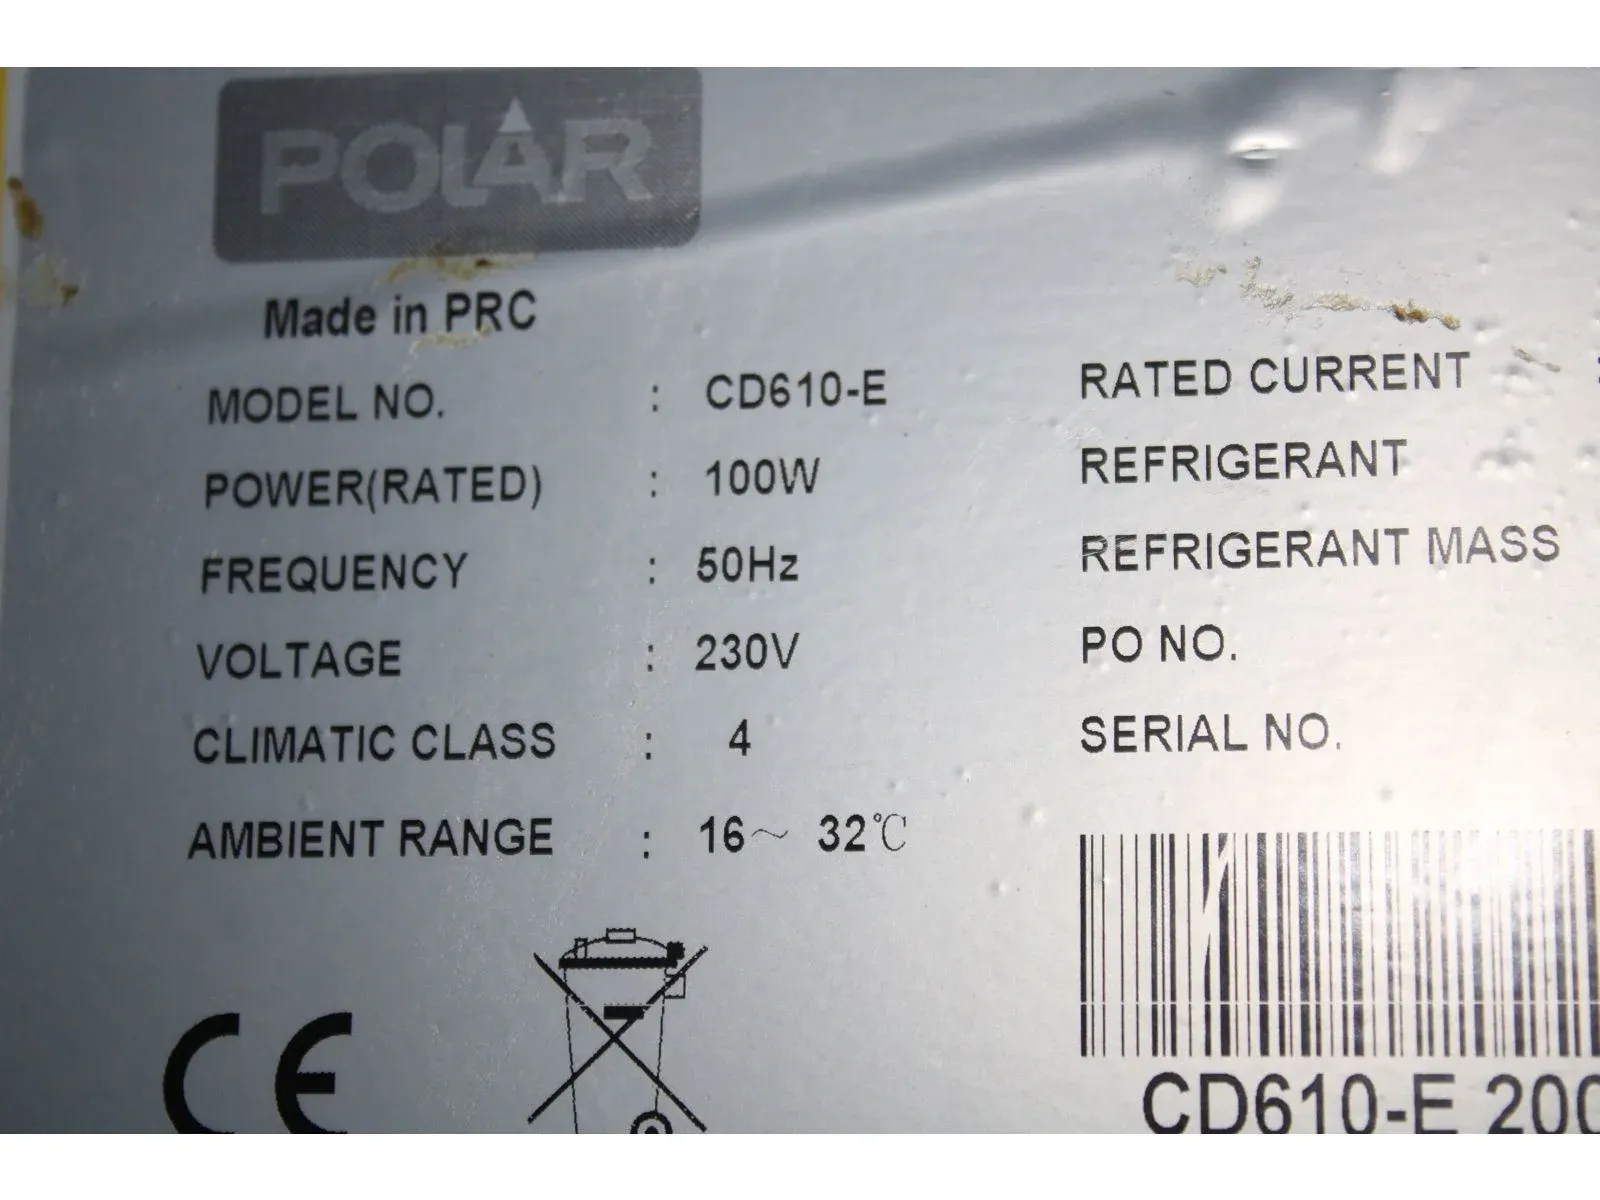 POLAR
Made in PRC
MODEL NO. : CD610-E
POWER(RATED) : 100W
FREQUENCY : 50Hz
VOLTAGE : 230V
CLIMATIC CLASS : 4
AMBIENT RANGE : 16~ 32℃
RATED CURRENT
REFRIGERANT
REFRIGERANT MASS
PO NO.
SERIAL NO.
CD610-E 200
CE